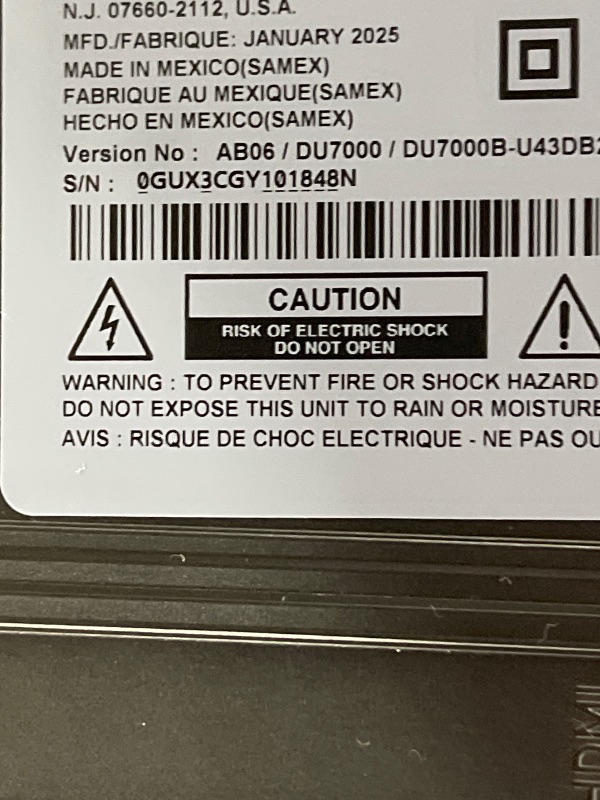 N.J. 07660-2112, U.S.A.
MFD./FABRIQUE: JANUARY 2025
MADE IN MEXICO(SAMEX)
FABRIQUE AU MEXIQUE(SAMEX)
HECHO EN MEXICO(SAMEX)
Version No : AB06 / DU7000 / DU7000B-U43DB2
S/N : 0GUX3CGY101848N
CAUTION
RISK OF ELECTRIC SHOCK
DO NOT OPEN
WARNING : TO PREVENT FIRE OR SHOCK HAZARD
DO NOT EXPOSE THIS UNIT TO RAIN OR MOISTURE
AVIS : RISQUE DE CHOC ELECTRIQUE - NE PAS OU
HDMI